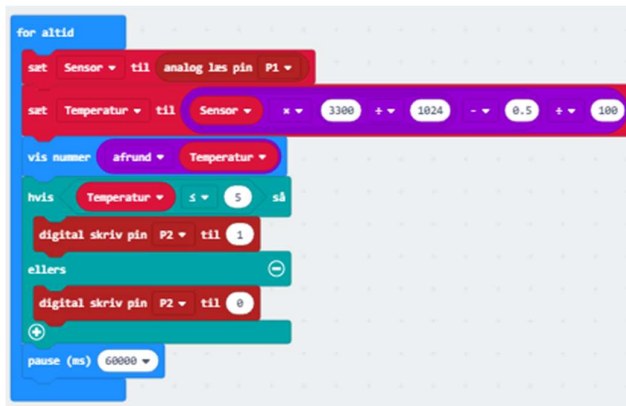 for altid
sæt Sensor til analog læs pin P1
sæt Temperatur til Sensor × 3300 ÷ 1024 - 0.5 ÷ 100
vis nummer afrund Temperatur
hvis Temperatur ≤ 5 så
digital skriv pin P2 til 1
ellers
digital skriv pin P2 til 0
pause (ms) 60000